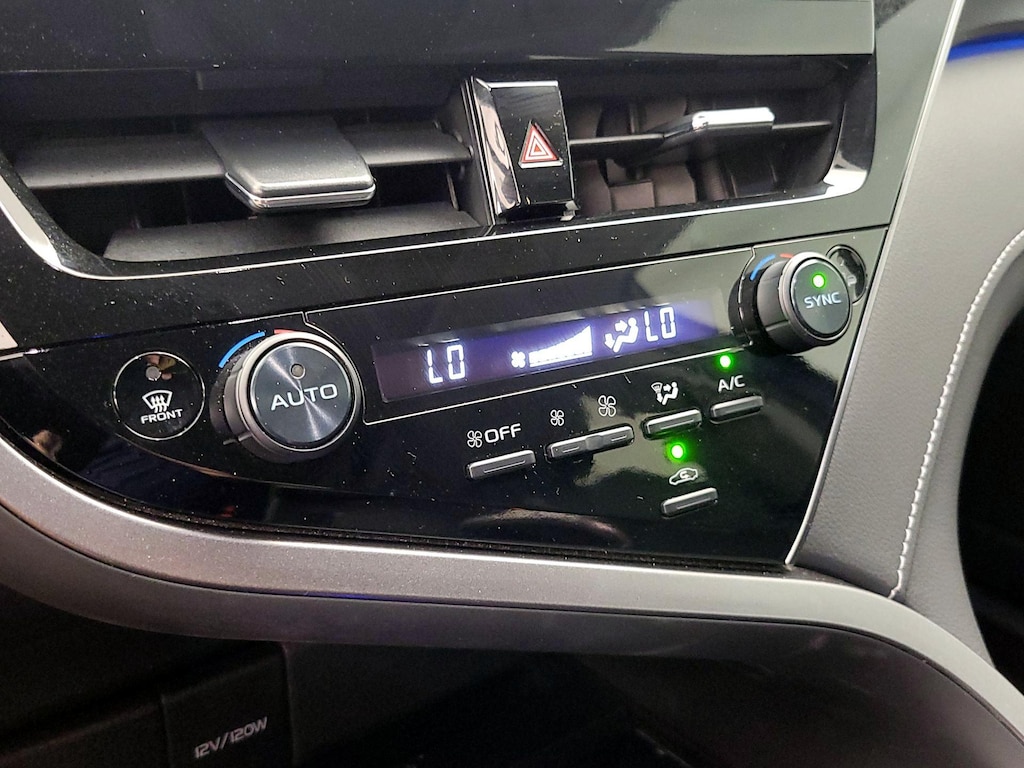 SYNC
LO
LO
AUTO
FRONT
OFF
A/C
12V/120W